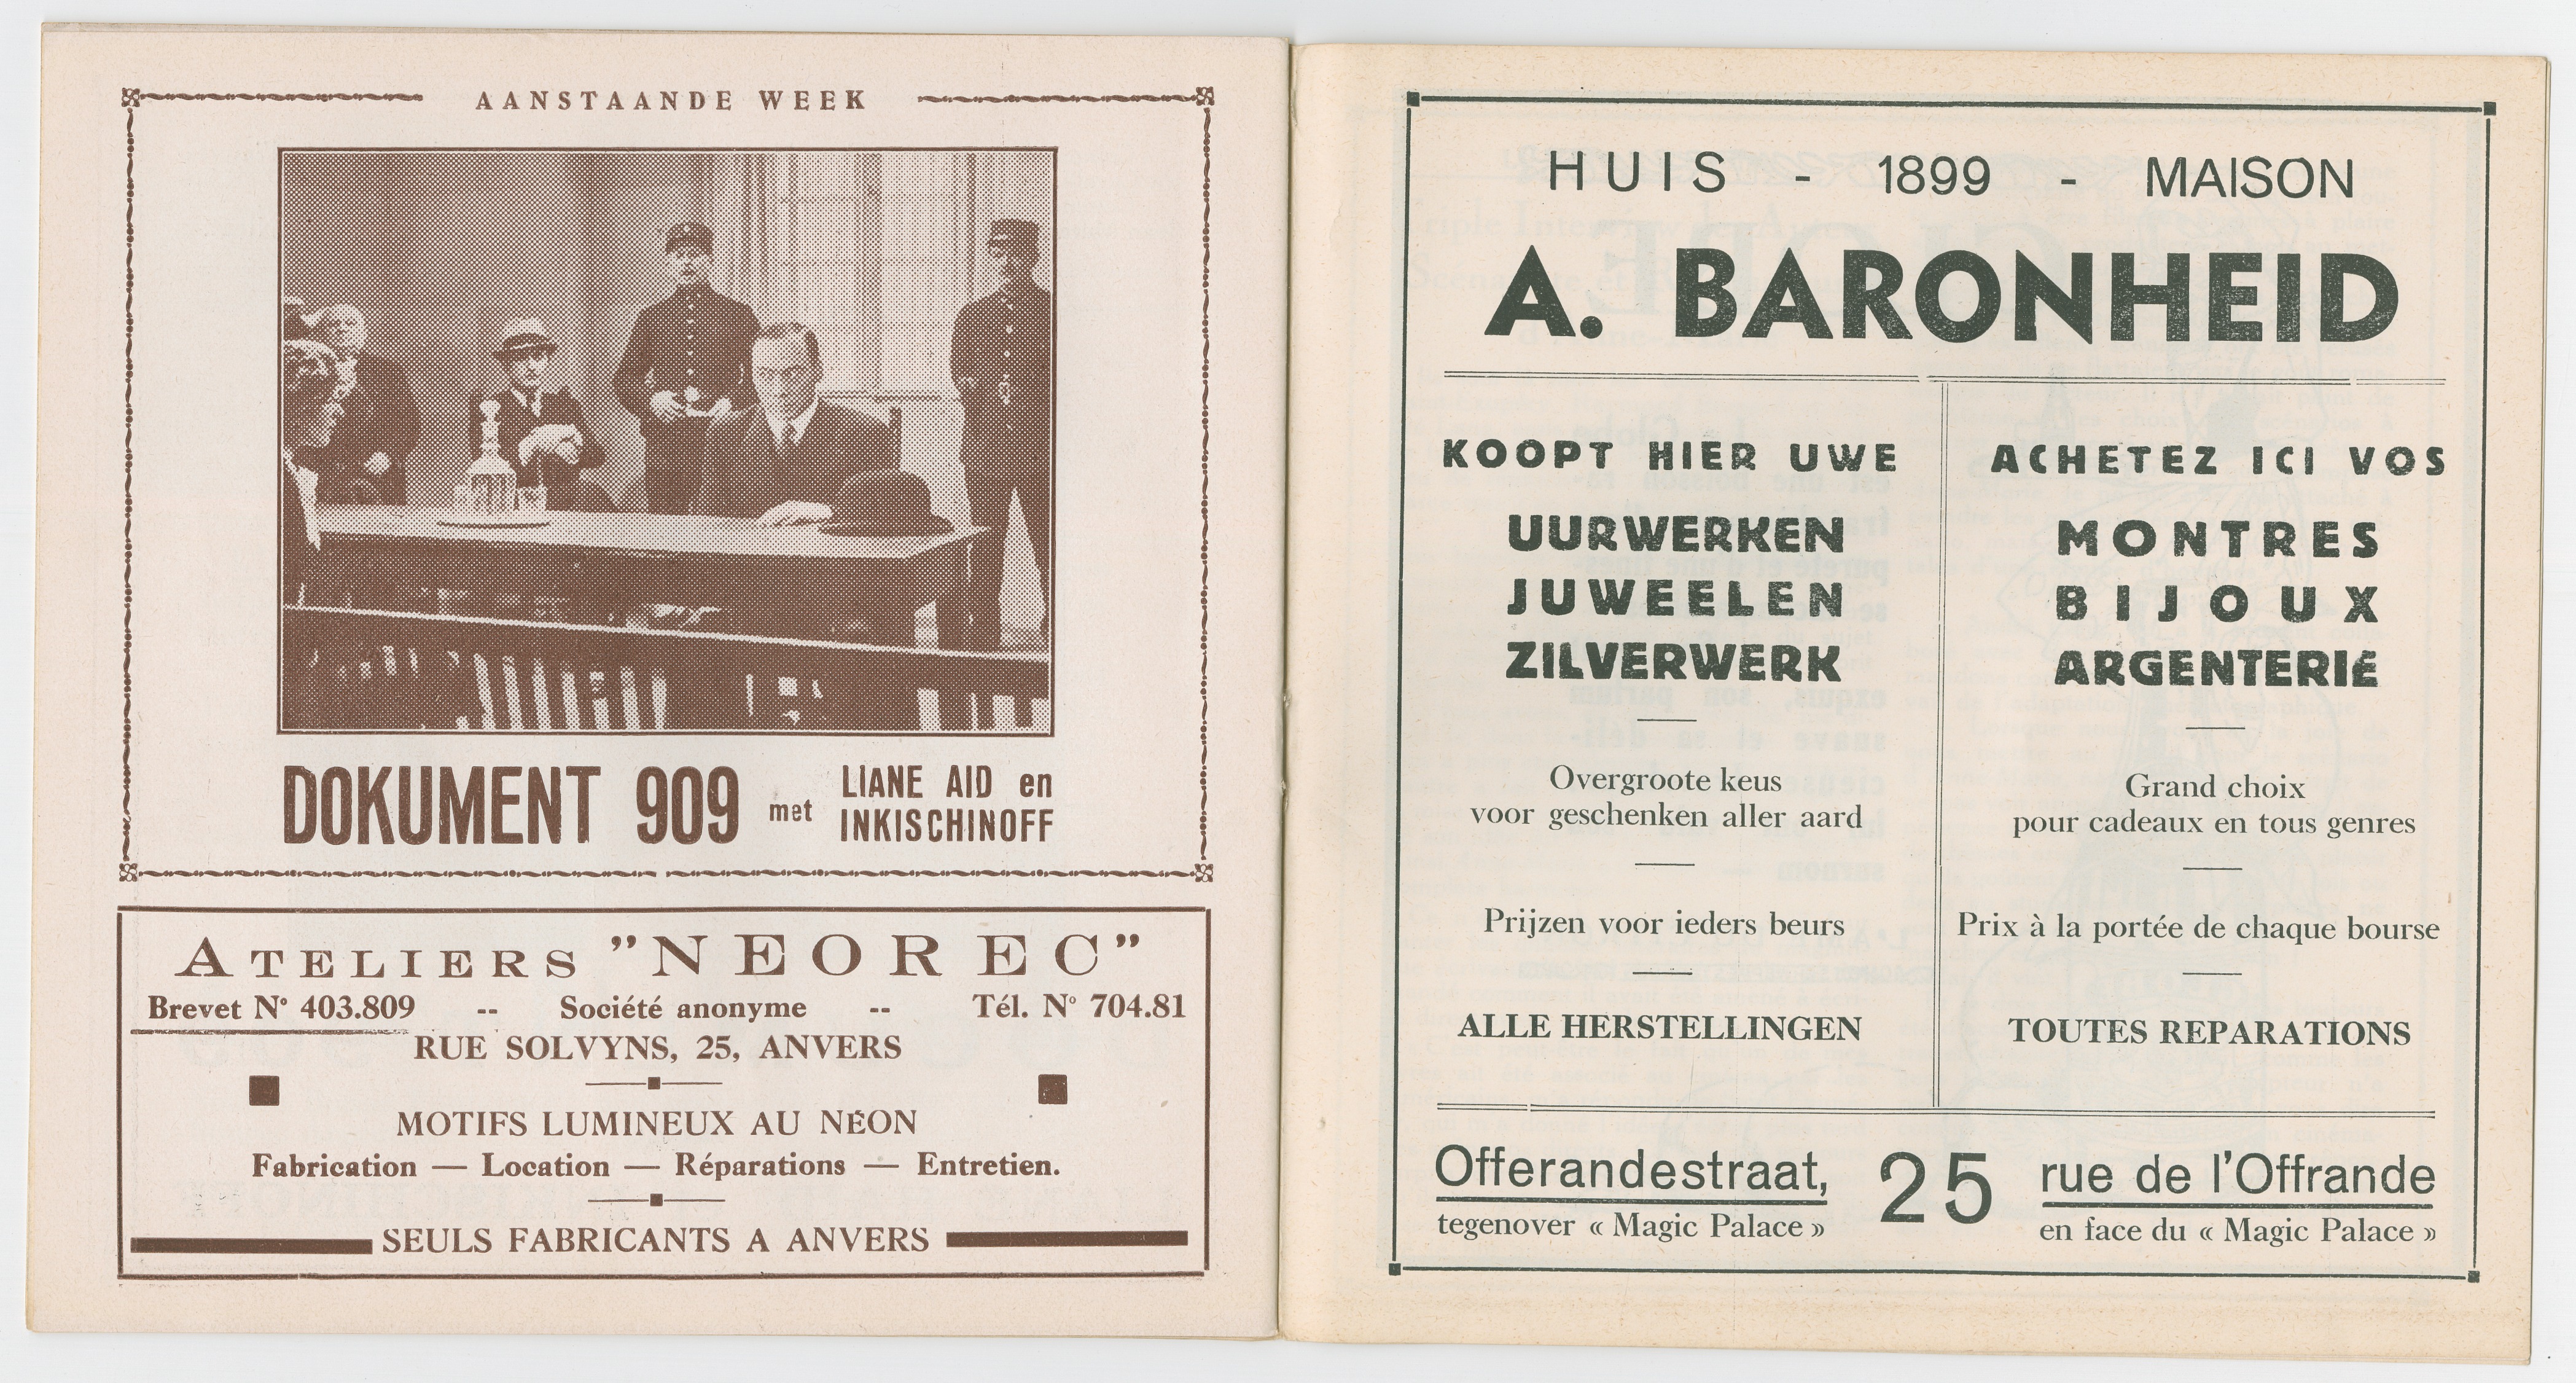 AANSTAANDE WEEK
DOKUMENT 909 met LIANE AID en
INKISCHINOFF
ATELIERS "NEOREC"
Brevet N° 403.809 -- Société anonyme -- Tél. N° 704.81
RUE SOLVYNS, 25, ANVERS
MOTIFS LUMINEUX AU NÉON
Fabrication — Location — Réparations — Entretien.
SEULS FABRICANTS A ANVERS
HUIS - 1899 - MAISON
A. BARONHEID
KOOPT HIER UWE
UURWERKEN
JUWEELEN
ZILVERWERK
Overgroote keus
voor geschenken aller aard
Prijzen voor ieders beurs
ALLE HERSTELLINGEN
ACHETEZ ICI VOS
MONTRES
BIJOUX
ARGENTERIE
Grand choix
pour cadeaux en tous genres
Prix à la portée de chaque bourse
TOUTES REPARATIONS
Offerandestraat, 25 rue de l'Offrande
tegenover « Magic Palace » en face du « Magic Palace »